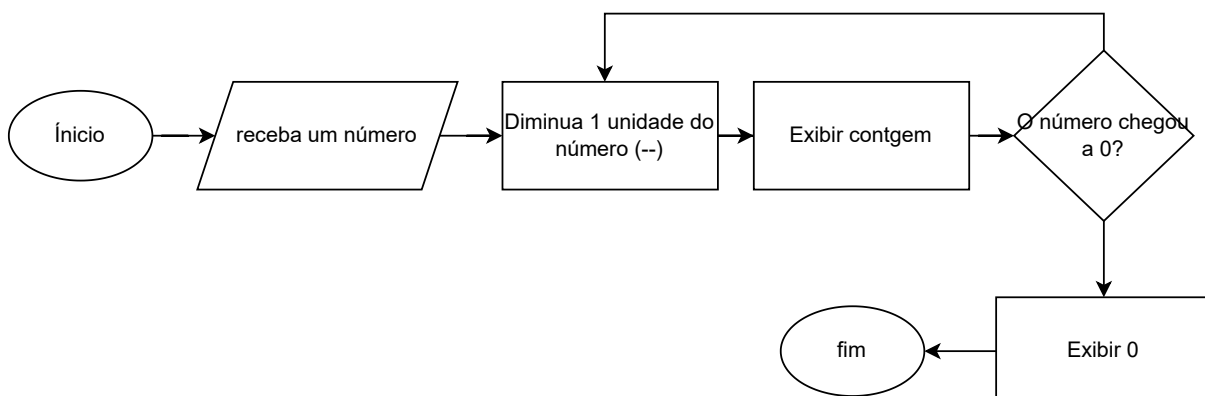 Ínicio
receba um número
Diminua 1 unidade do
número (--)
Exibir contgem
O número chegou
a 0?
Exibir 0
fim